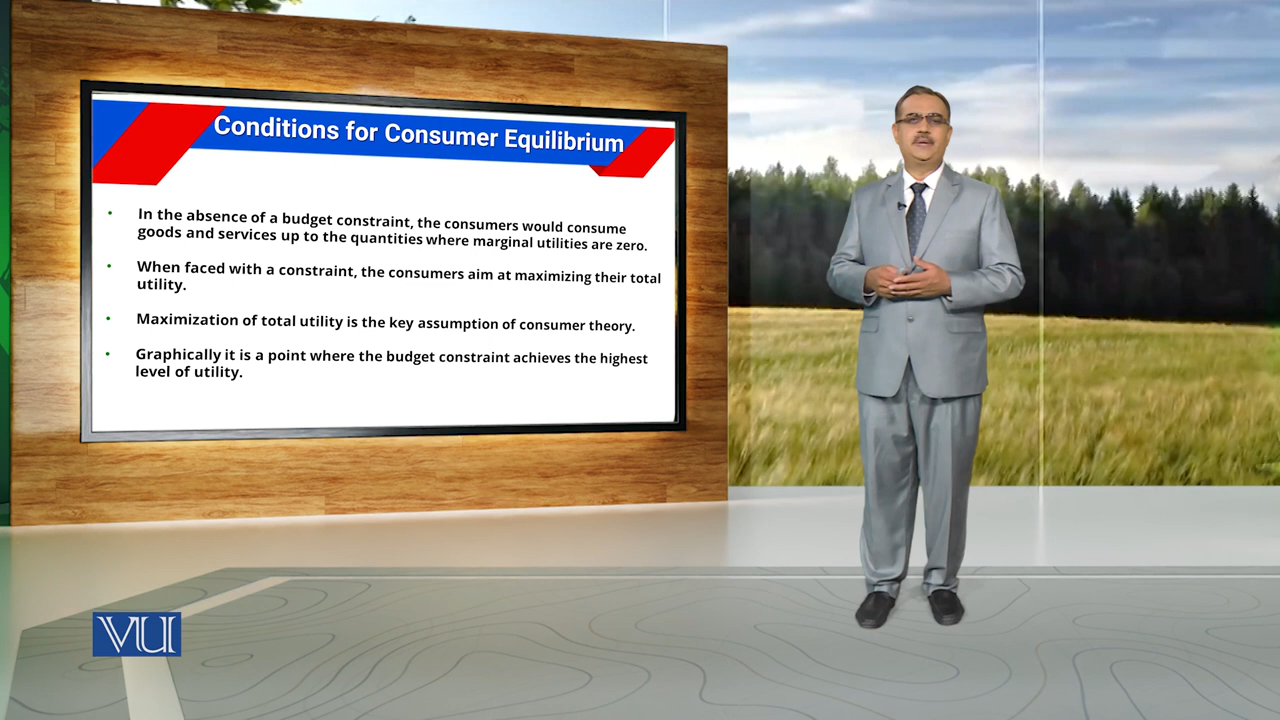 Conditions for Consumer Equilibrium
• In the absence of a budget constraint, the consumers would consume
goods and services up to the quantities where marginal utilities are zero.
• When faced with a constraint, the consumers aim at maximizing their total
utility.
• Maximization of total utility is the key assumption of consumer theory.
• Graphically it is a point where the budget constraint achieves the highest
level of utility.
VU